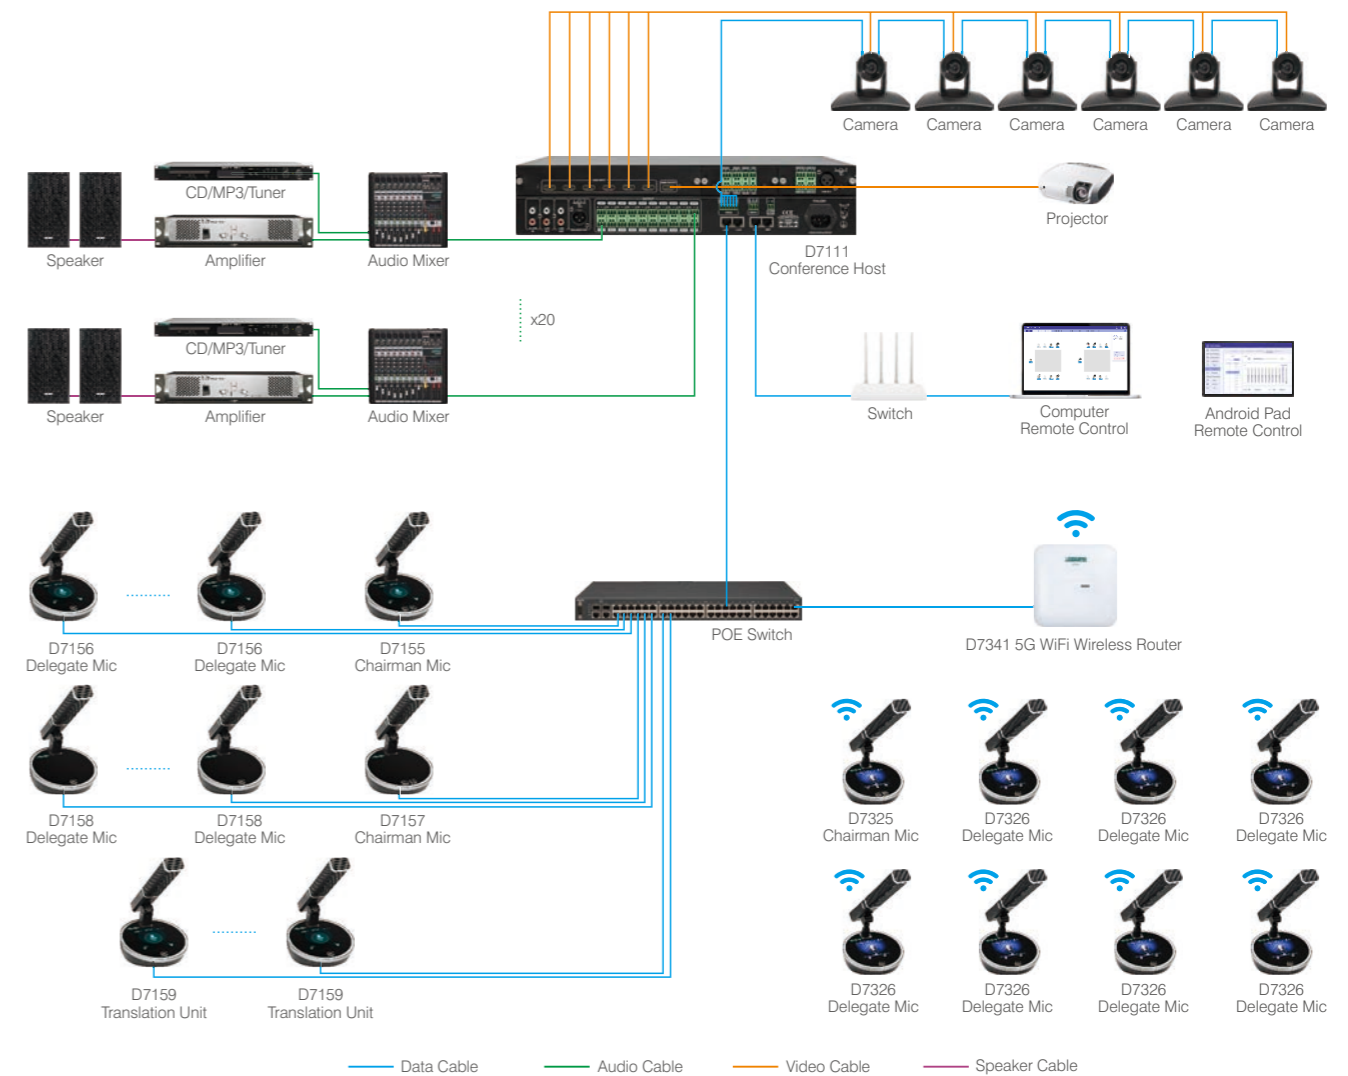 Camera
Camera
Camera
Camera
Camera
Camera
CD/MP3/Tuner
Speaker
Amplifier
Audio Mixer
Projector
D7111
Conference Host
x20
CD/MP3/Tuner
Speaker
Amplifier
Audio Mixer
Switch
Computer
Remote Control
Android Pad
Remote Control
D7156
Delegate Mic
D7156
Delegate Mic
D7155
Chairman Mic
POE Switch
D7341 5G WiFi Wireless Router
D7158
Delegate Mic
D7158
Delegate Mic
D7157
Chairman Mic
D7325
Chairman Mic
D7326
Delegate Mic
D7326
Delegate Mic
D7326
Delegate Mic
D7159
Translation Unit
D7159
Translation Unit
D7326
Delegate Mic
D7326
Delegate Mic
D7326
Delegate Mic
D7326
Delegate Mic
Data Cable
Audio Cable
Video Cable
Speaker Cable